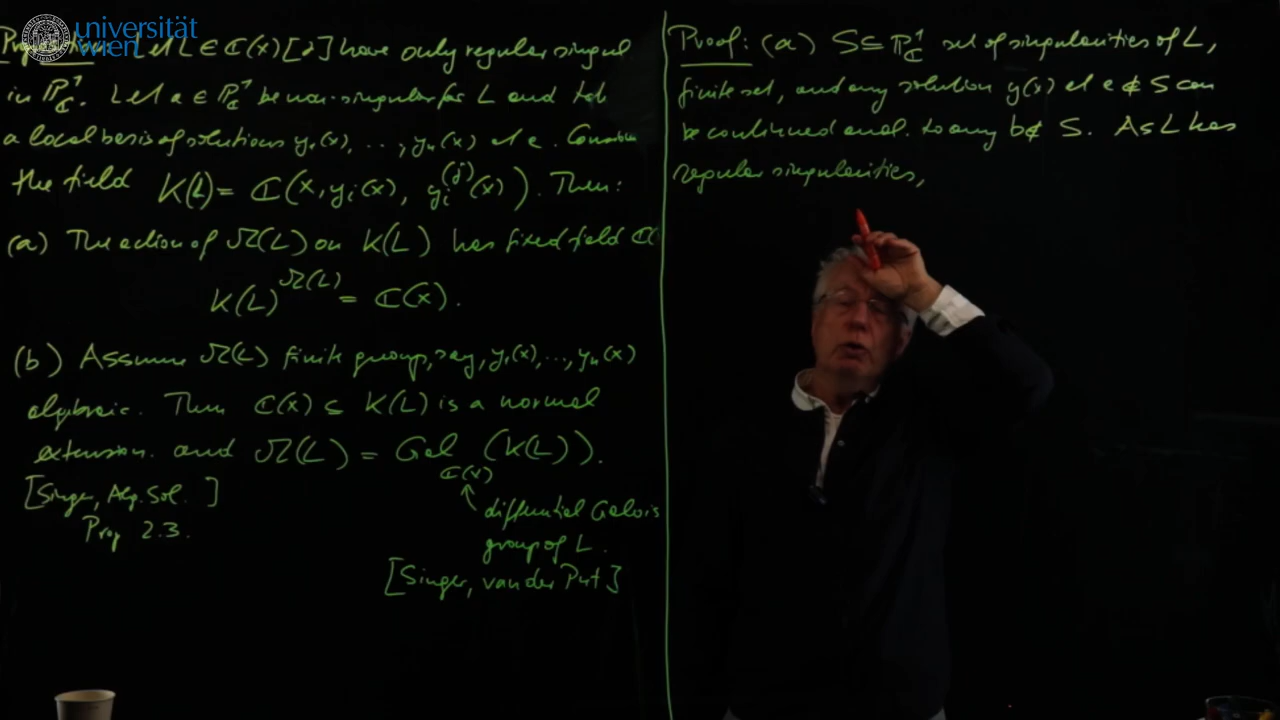 universität
wien
Let L ∈ ℂ(x)[∂] have only regular singul.
in ℙ¹_ℂ. Let a ∈ ℙ¹_ℂ be non-singular for L and
a local basis of solutions y₁(x), ..., yₙ(x) at a.
the field K(L) = ℂ(x, yᵢ(x), yᵢ⁽ʲ⁾(x)). Then:
(a) The action of Ω(L) on K(L) has fixed field
K(L)^Ω(L) = ℂ(x).
(b) Assume Ω(L) finite group, say, y₁(x), ..., yₙ(x)
algebraic. Then ℂ(x) ⊂ K(L) is a normal
extension. and Ω(L) = Gal_ℂ(x) (K(L)).
[Singer, Alg. Sol. ]
Prop 2.3.
↑ differential Galois
group of L.
[Singer, van der Put]
Proof: (a) S ⊆ ℙ¹_ℂ set of singularities of L,
finite set, and any solution y(x) at a ∉ S can
be continued anal. to any b ∉ S. As L has
regular singularities,